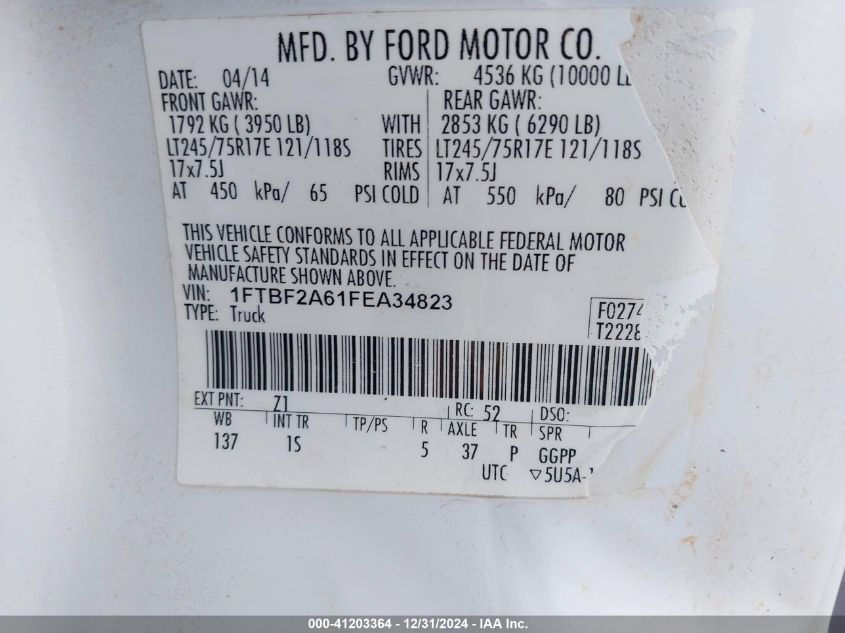 MFD. BY FORD MOTOR CO.
DATE: 04/14 GVWR: 4536 KG (10000 L
FRONT GAWR: REAR GAWR:
1792 KG ( 3950 LB) WITH 2853 KG ( 6290 LB)
LT245/75R17E 121/118S TIRES LT245/75R17E 121/118S
17x7.5J RIMS 17x7.5J
AT 450 kPa/ 65 PSI COLD AT 550 kPa/ 80 PSI
THIS VEHICLE CONFORMS TO ALL APPLICABLE FEDERAL MOTOR
VEHICLE SAFETY STANDARDS IN EFFECT ON THE DATE OF
MANUFACTURE SHOWN ABOVE.
VIN: 1FTBF2A61FEA34823
TYPE: Truck
F0274
T2228
EXT PNT: Z1 RC: 52 DSO:
WB INT TR TP/PS R AXLE TR SPR
137 1S 5 37 P GGPP
UTC ▽5U5A-
000-41203364 - 12/31/2024 - IAA Inc.